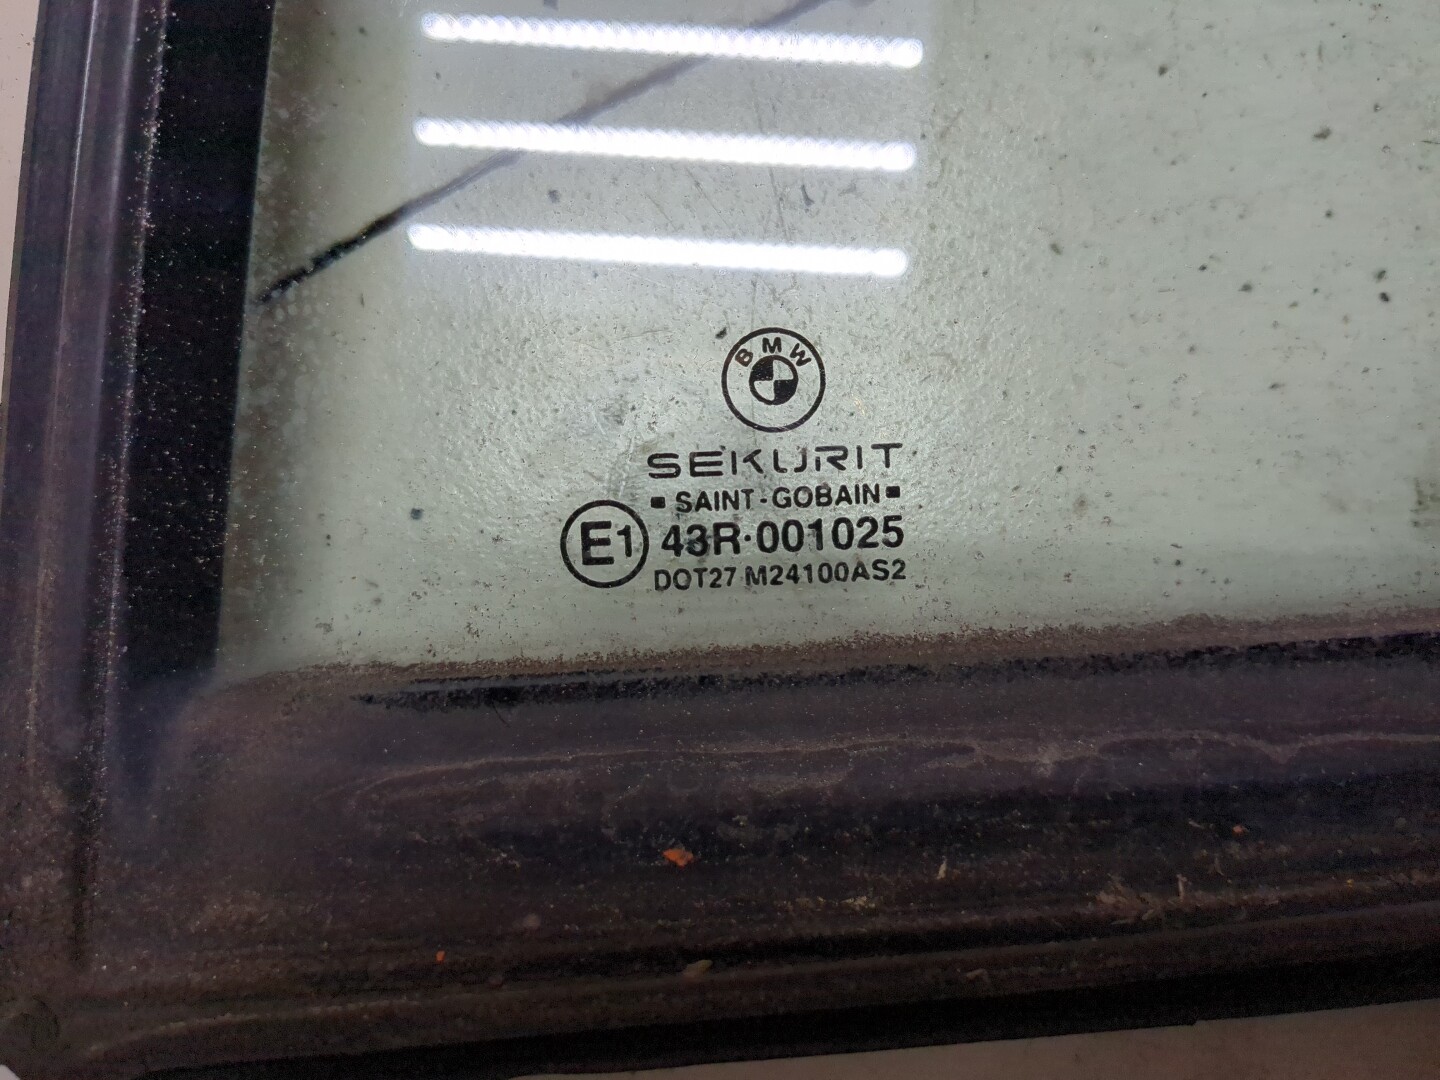 BMW
SEKURIT
▪ SAINT-GOBAIN ▪
E1 43R·001025
DOT27 M24100AS2